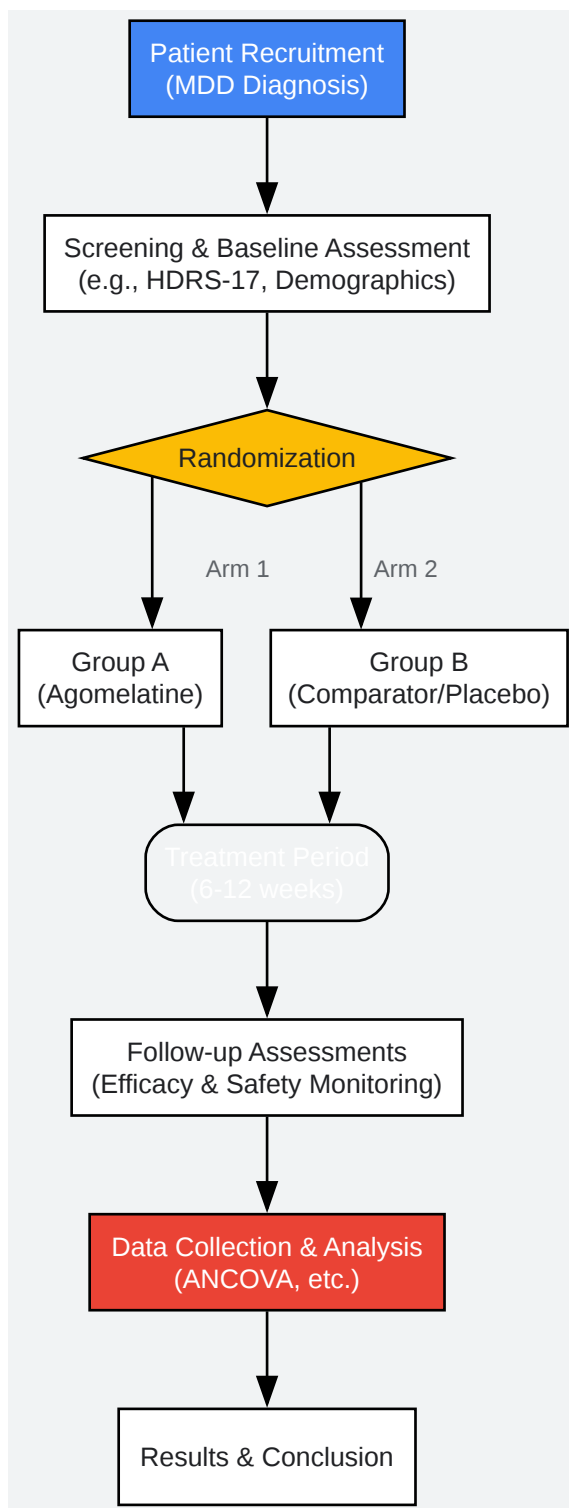 Patient Recruitment
(MDD Diagnosis)
Screening & Baseline Assessment
(e.g., HDRS-17, Demographics)
Randomization
Arm 1
Arm 2
Group A
(Agomelatine)
Group B
(Comparator/Placebo)
Treatment Period
(6-12 weeks)
Follow-up Assessments
(Efficacy & Safety Monitoring)
Data Collection & Analysis
(ANCOVA, etc.)
Results & Conclusion